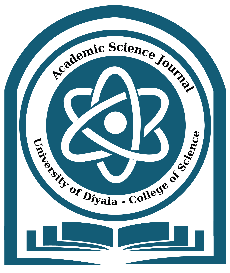 Academic Science Journal
University of Diyala - College of Science